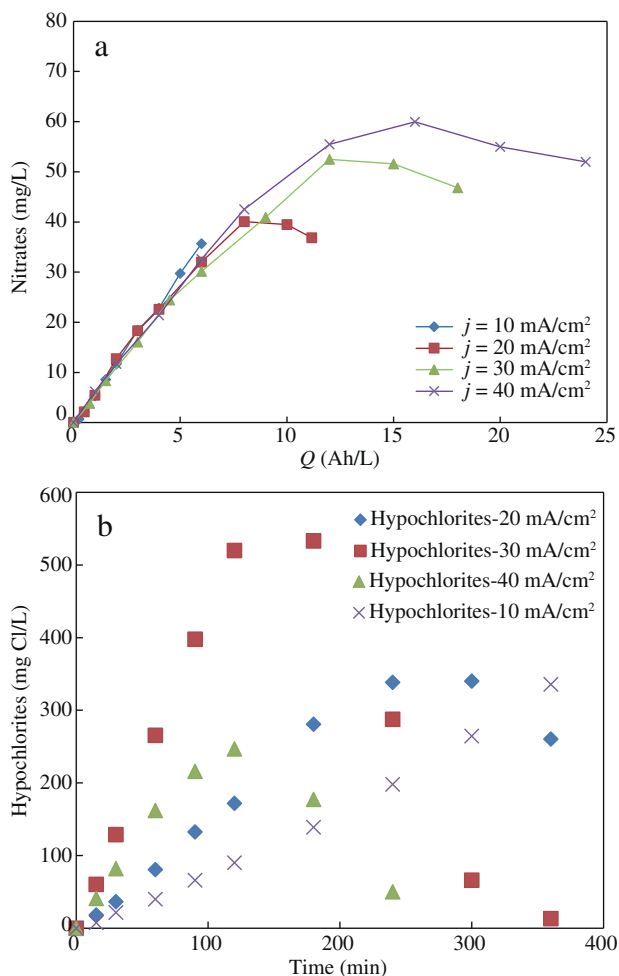 a
Nitrates (mg/L)
80
70
60
50
40
30
20
10
0
0
5
10
15
20
25
Q (Ah/L)
j = 10 mA/cm²
j = 20 mA/cm²
j = 30 mA/cm²
j = 40 mA/cm²
b
Hypochlorites (mg Cl/L)
600
500
400
300
200
100
0
0
100
200
300
400
Time (min)
Hypochlorites-20 mA/cm²
Hypochlorites-30 mA/cm²
Hypochlorites-40 mA/cm²
Hypochlorites-10 mA/cm²